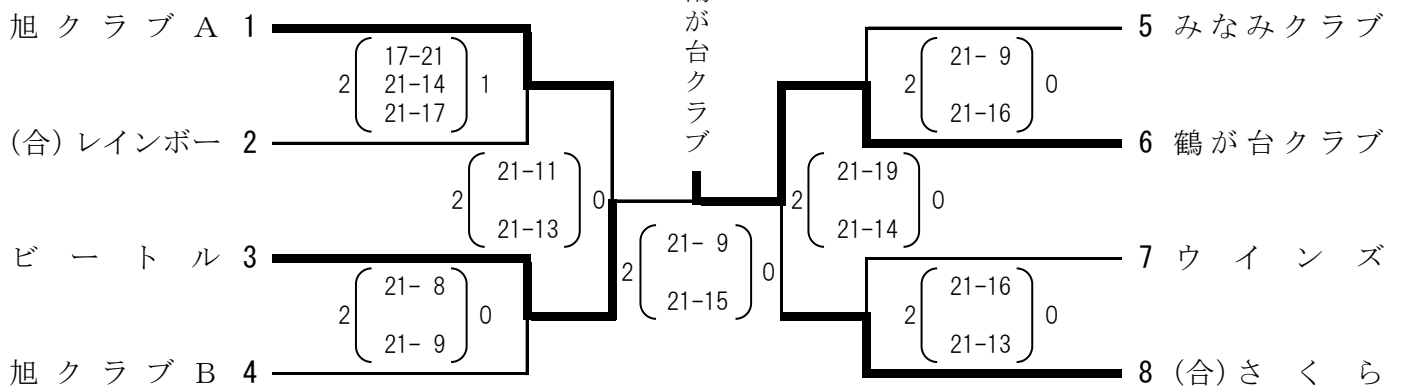 旭クラブA 1
2 17-21 1
21-14
21-17
(合)レインボー 2
2 21-11 0
21-13
ビートル 3
2 21- 8 0
21- 9
旭クラブB 4
が台クラブ
2 21- 9 0
21-15
5 みなみクラブ
2 21- 9 0
21-16
6 鶴が台クラブ
2 21-19 0
21-14
7 ウインズ
2 21-16 0
21-13
8 (合)さくら